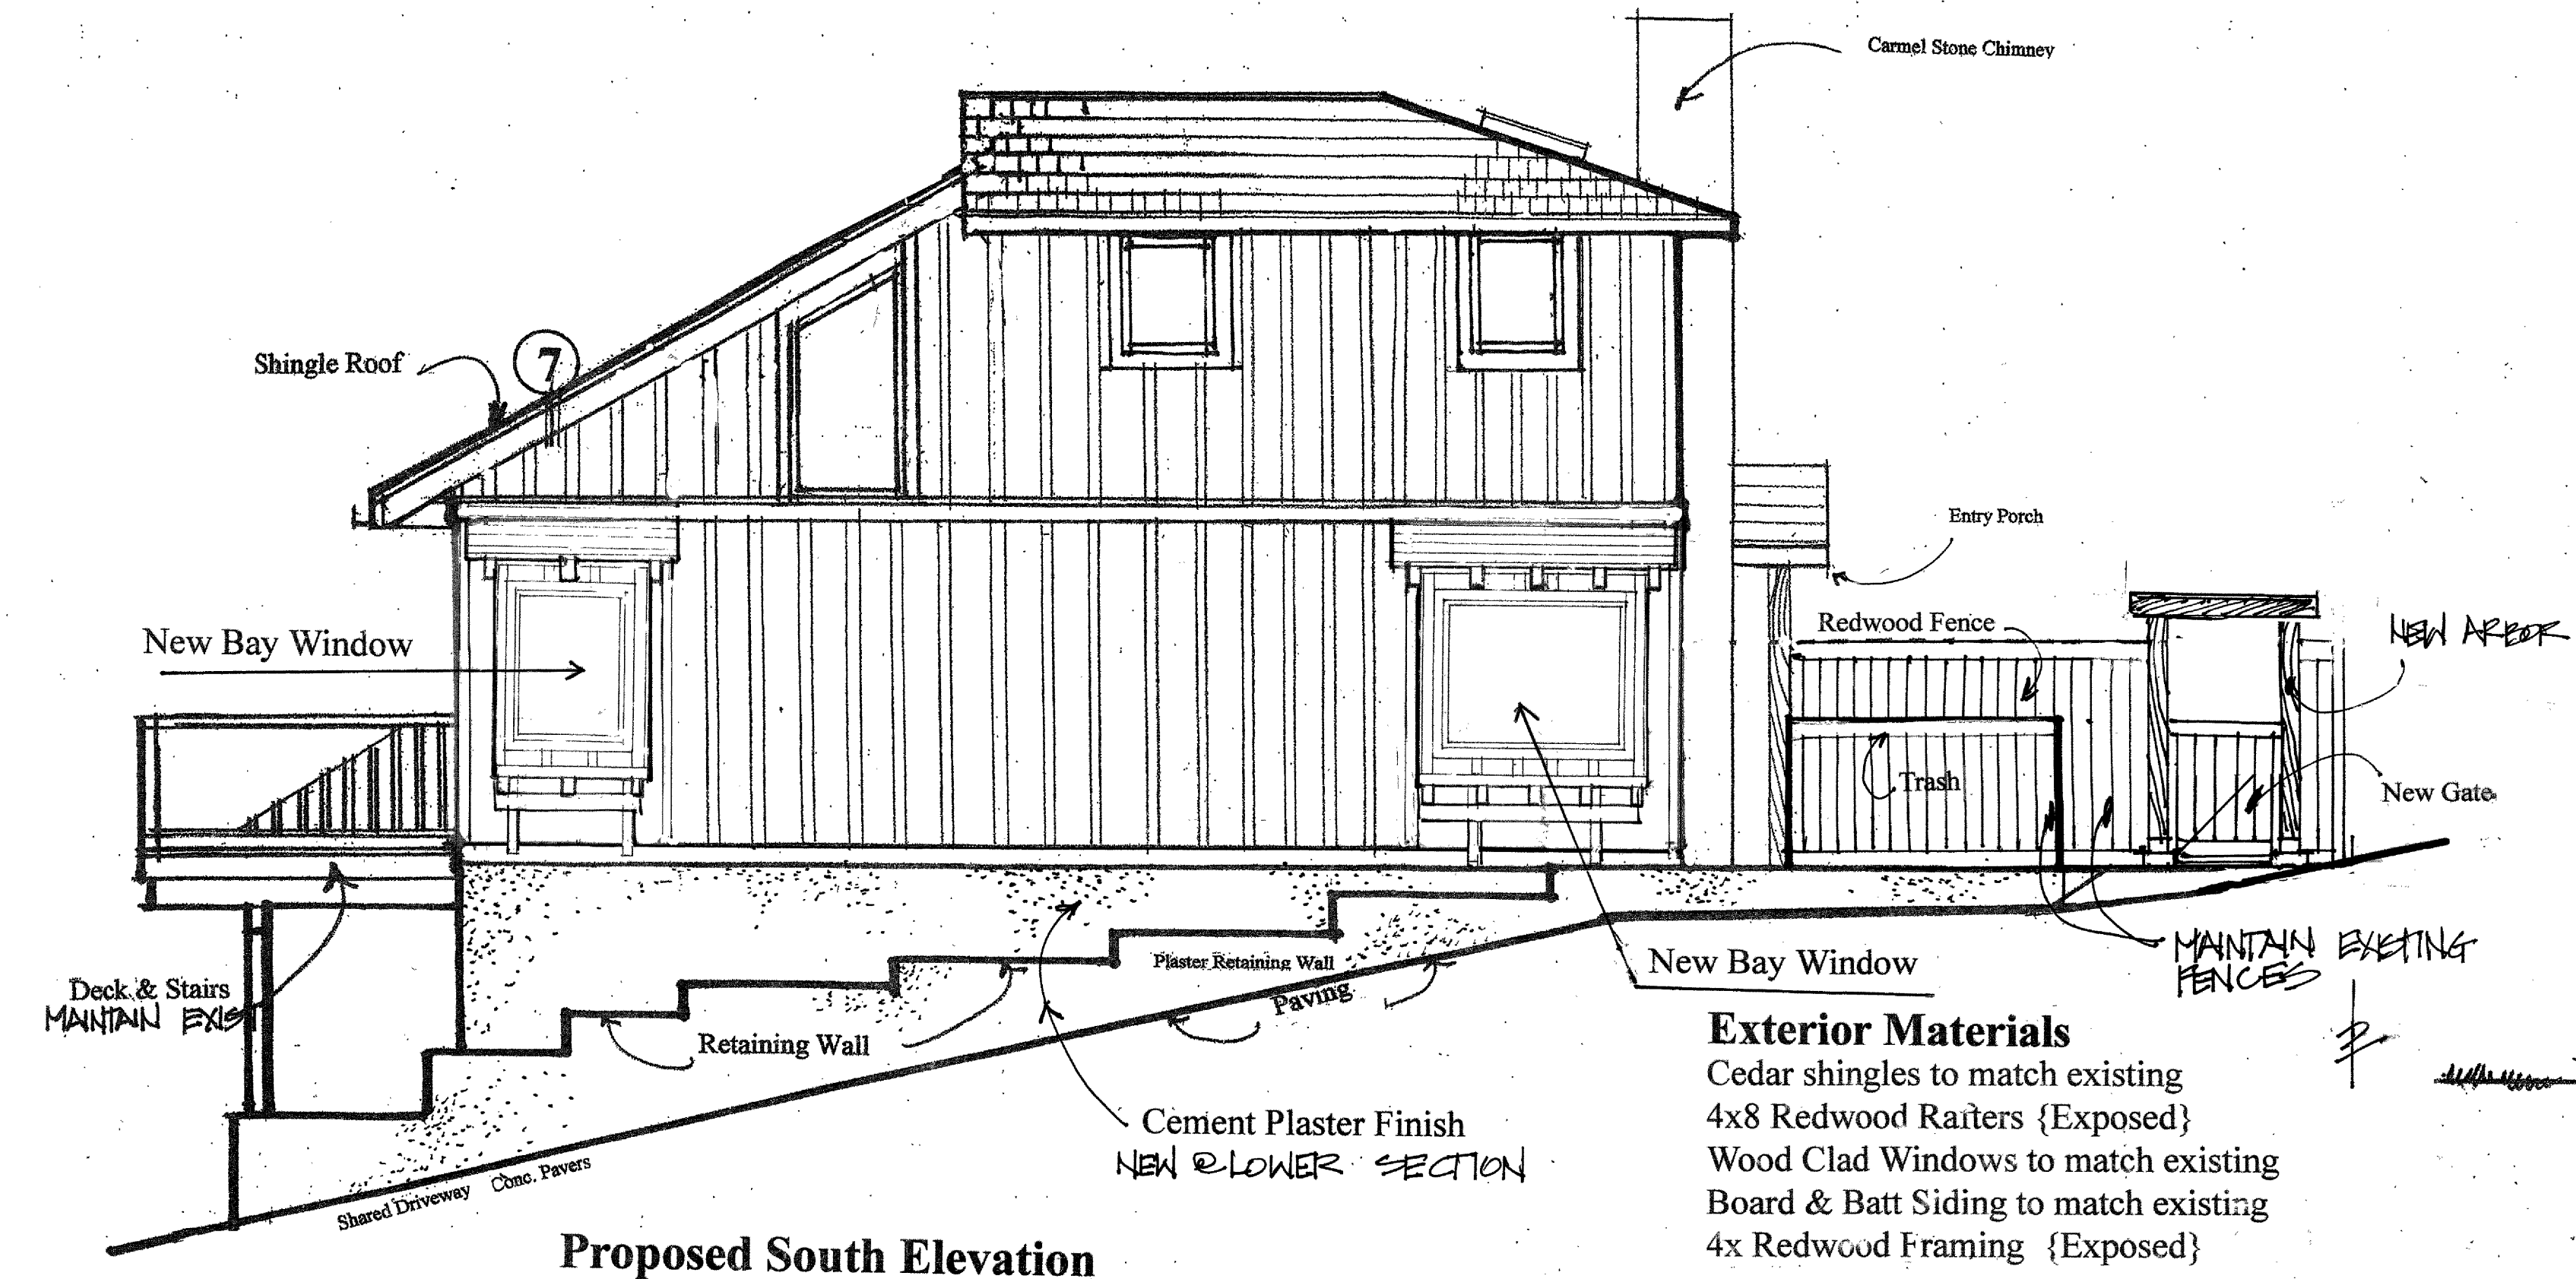 Carmel Stone Chimney
Shingle Roof
7
Entry Porch
Redwood Fence
NEW ARBOR
New Bay Window
Trash
New Gate
Deck & Stairs
MAINTAIN EXIST
Plaster Retaining Wall
Paving
Retaining Wall
New Bay Window
MAINTAIN EXISTING
FENCES
Cement Plaster Finish
NEW @ LOWER SECTION
Shared Driveway Conc. Pavers
Exterior Materials
Cedar shingles to match existing
4x8 Redwood Rafters {Exposed}
Wood Clad Windows to match existing
Board & Batt Siding to match existing
4x Redwood Framing {Exposed}
Proposed South Elevation